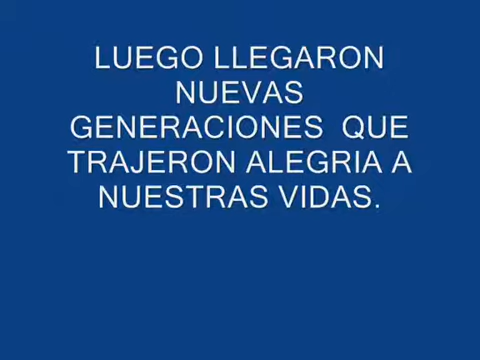 LUEGO LLEGARON
NUEVAS
GENERACIONES  QUE
TRAJERON ALEGRIA A
NUESTRAS VIDAS.